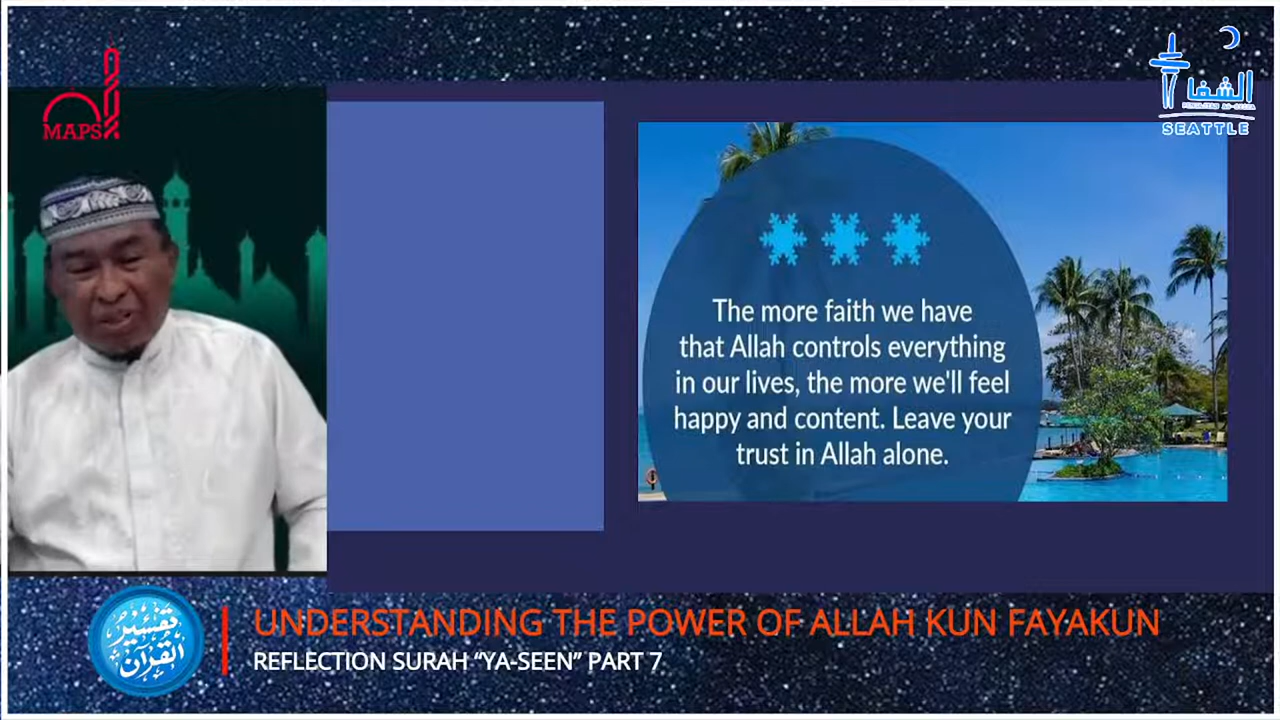 MAPS
الشفاء
SEATTLE
The more faith we have
that Allah controls everything
in our lives, the more we'll feel
happy and content. Leave your
trust in Allah alone.
تفسير
القرآن
UNDERSTANDING THE POWER OF ALLAH KUN FAYAKUN
REFLECTION SURAH “YA-SEEN” PART 7